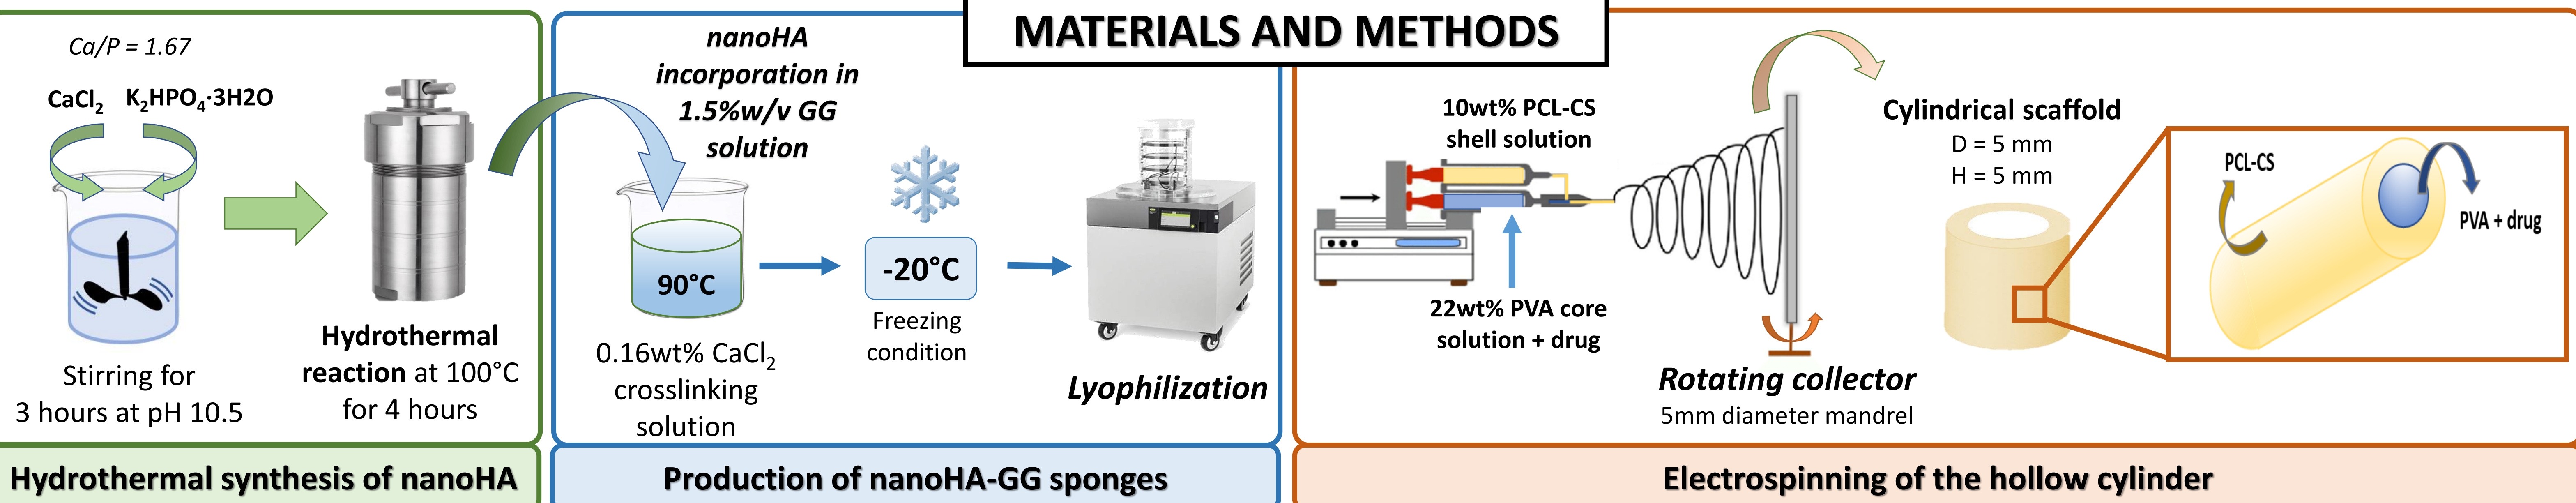 MATERIALS AND METHODS
Ca/P = 1.67
CaCl₂ K₂HPO₄·3H2O
Stirring for
3 hours at pH 10.5
Hydrothermal
reaction at 100°C
for 4 hours
Hydrothermal synthesis of nanoHA
nanoHA
incorporation in
1.5%w/v GG
solution
90°C
0.16wt% CaCl₂
crosslinking
solution
-20°C
Freezing
condition
Lyophilization
Production of nanoHA-GG sponges
10wt% PCL-CS
shell solution
22wt% PVA core
solution + drug
Rotating collector
5mm diameter mandrel
Cylindrical scaffold
D = 5 mm
H = 5 mm
PCL-CS
PVA + drug
Electrospinning of the hollow cylinder